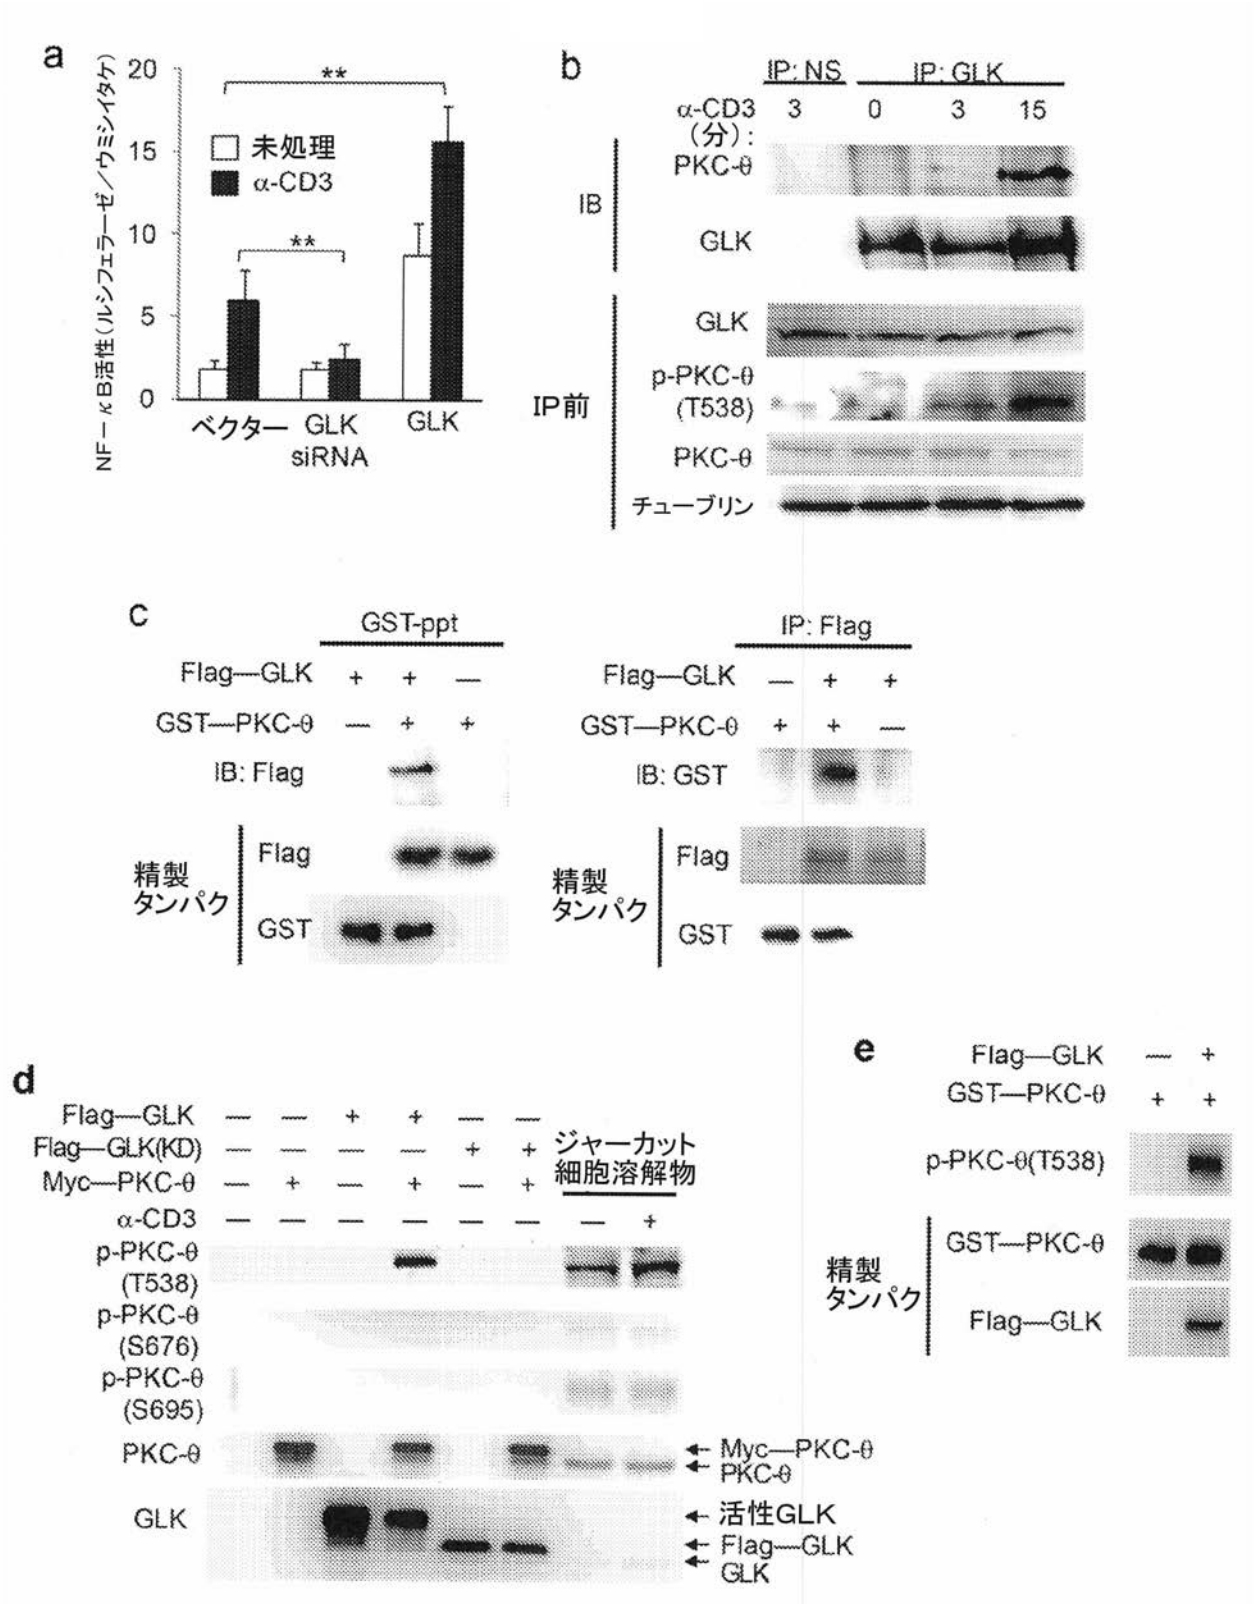 a
NF－κB活性(ルシフェラーゼ／ウミシイタケ)
20
15
10
5
0
**
**
未処理
α-CD3
ベクター
GLK
siRNA
GLK
b
IP: NS
IP: GLK
α-CD3
(分):
3
0
3
15
IB
PKC-θ
GLK
IP前
GLK
p-PKC-θ
(T538)
PKC-θ
チューブリン
c
GST-ppt
Flag—GLK + + —
GST—PKC-θ — + +
IB: Flag
精製
タンパク
Flag
GST
IP: Flag
Flag—GLK — + +
GST—PKC-θ + + —
IB: GST
精製
タンパク
Flag
GST
d
Flag—GLK — — + + — —
Flag—GLK(KD) — — — — + +
Myc—PKC-θ — + — + — +
ジャーカット
細胞溶解物
α-CD3 — — — — — — — +
p-PKC-θ
(T538)
p-PKC-θ
(S676)
p-PKC-θ
(S695)
PKC-θ
Myc—PKC-θ
PKC-θ
GLK
活性GLK
Flag—GLK
GLK
e
Flag—GLK — +
GST—PKC-θ + +
p-PKC-θ(T538)
精製
タンパク
GST—PKC-θ
Flag—GLK